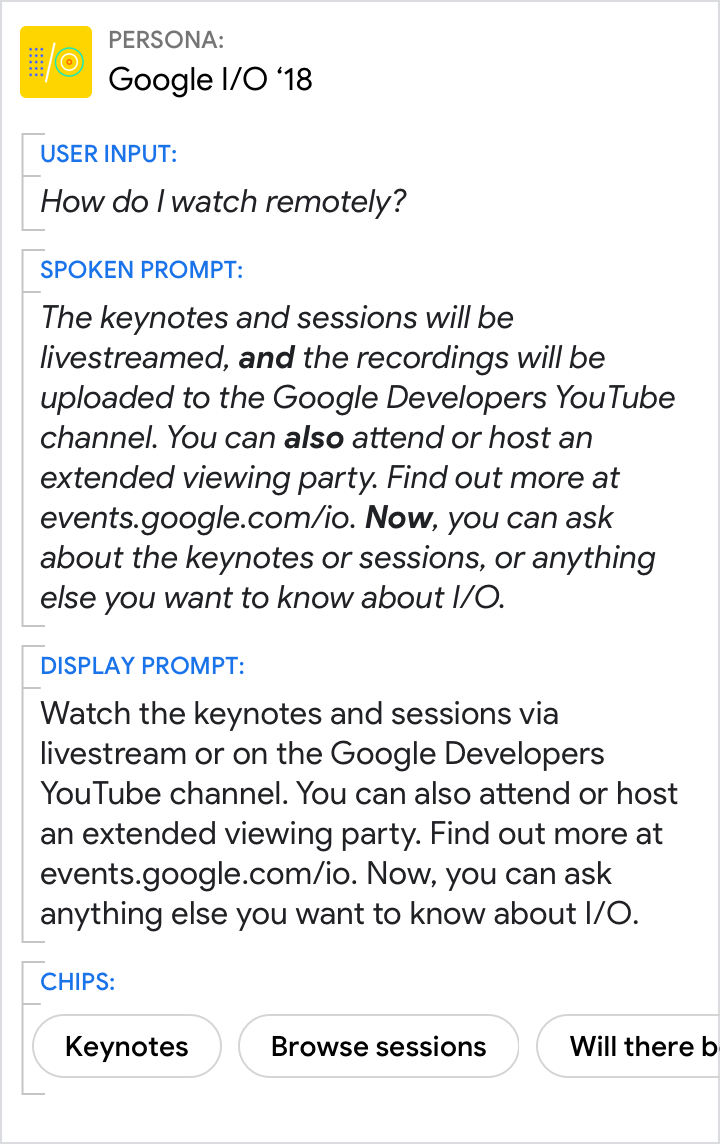 PERSONA:
Google I/O ‘18
USER INPUT:
How do I watch remotely?
SPOKEN PROMPT:
The keynotes and sessions will be
livestreamed, and the recordings will be
uploaded to the Google Developers YouTube
channel. You can also attend or host an
extended viewing party. Find out more at
events.google.com/io. Now, you can ask
about the keynotes or sessions, or anything
else you want to know about I/O.
DISPLAY PROMPT:
Watch the keynotes and sessions via
livestream or on the Google Developers
YouTube channel. You can also attend or host
an extended viewing party. Find out more at
events.google.com/io. Now, you can ask
anything else you want to know about I/O.
CHIPS:
Keynotes Browse sessions Will there